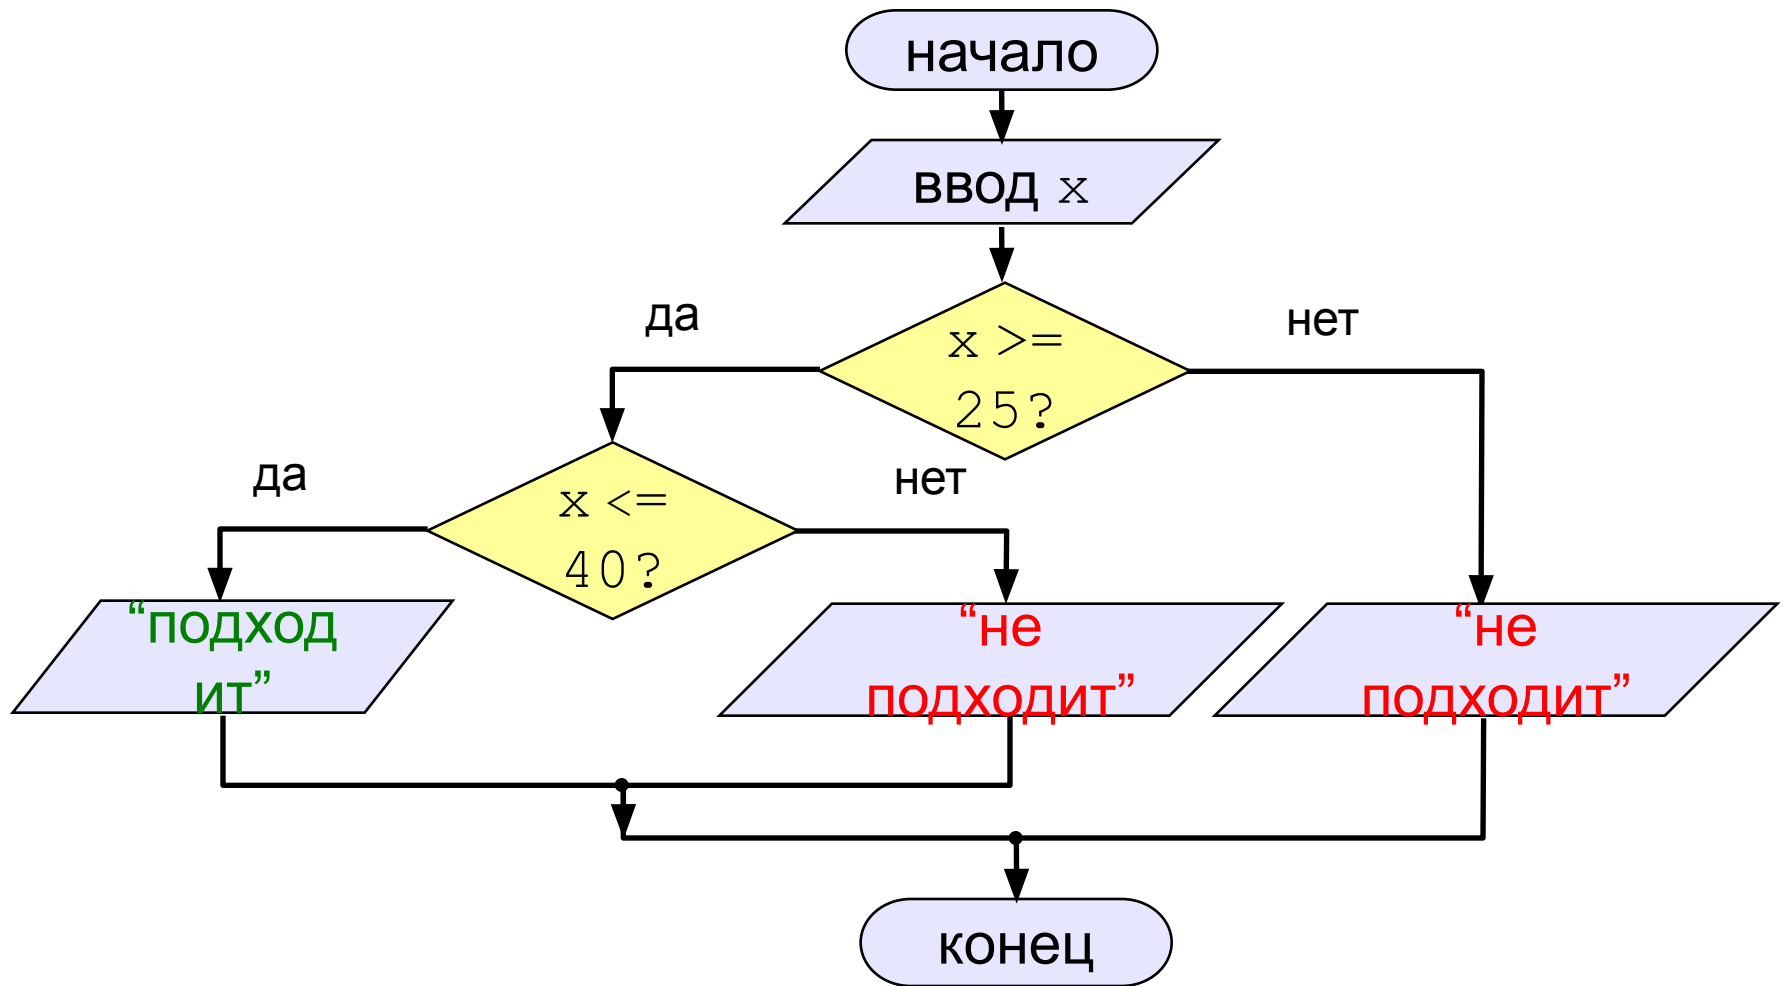 начало
ввод x
да
нет
x >=
25?
да
нет
x <=
40?
“подход
ит”
“не
подходит”
“не
подходит”
конец